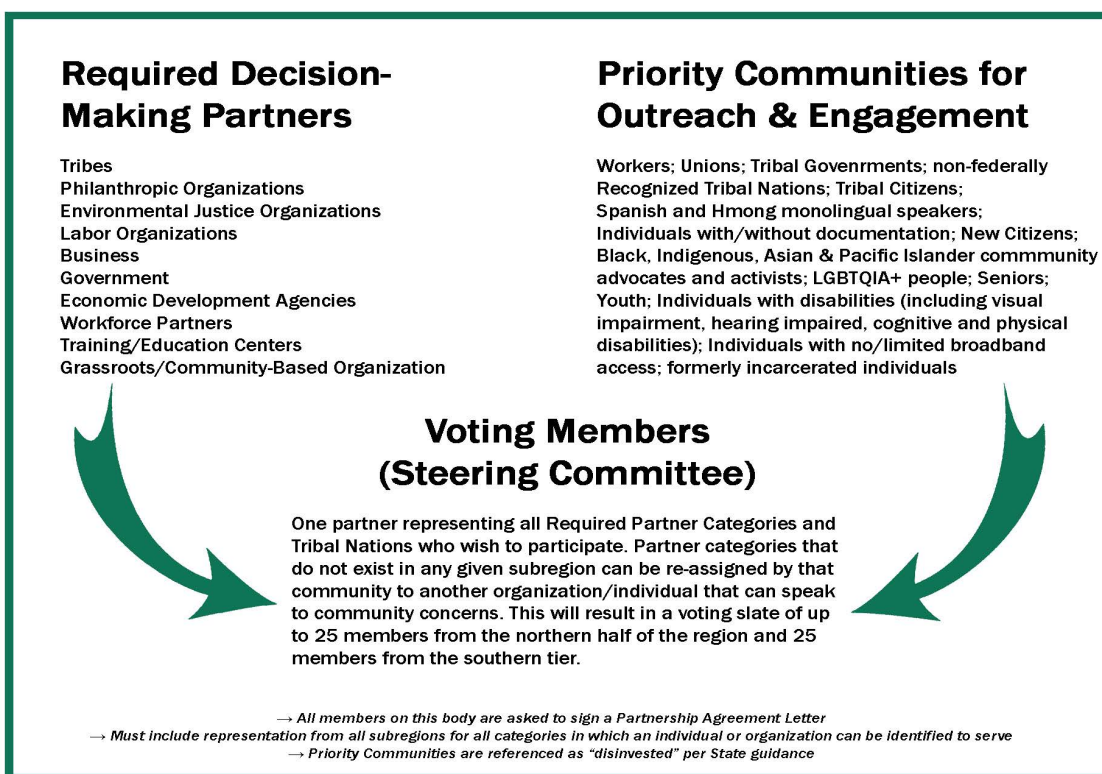 Required Decision-
Making Partners
Tribes
Philanthropic Organizations
Environmental Justice Organizations
Labor Organizations
Business
Government
Economic Development Agencies
Workforce Partners
Training/Education Centers
Grassroots/Community-Based Organization
Priority Communities for
Outreach & Engagement
Workers; Unions; Tribal Govenrments; non-federally
Recognized Tribal Nations; Tribal Citizens;
Spanish and Hmong monolingual speakers;
Individuals with/without documentation; New Citizens;
Black, Indigenous, Asian & Pacific Islander commmunity
advocates and activists; LGBTQIA+ people; Seniors;
Youth; Individuals with disabilities (including visual
impairment, hearing impaired, cognitive and physical
disabilities); Individuals with no/limited broadband
access; formerly incarcerated individuals
Voting Members
(Steering Committee)
One partner representing all Required Partner Categories and
Tribal Nations who wish to participate. Partner categories that
do not exist in any given subregion can be re-assigned by that
community to another organization/individual that can speak
to community concerns. This will result in a voting slate of up
to 25 members from the northern half of the region and 25
members from the southern tier.
→ All members on this body are asked to sign a Partnership Agreement Letter
→ Must include representation from all subregions for all categories in which an individual or organization can be identified to serve
→ Priority Communities are referenced as “disinvested” per State guidance